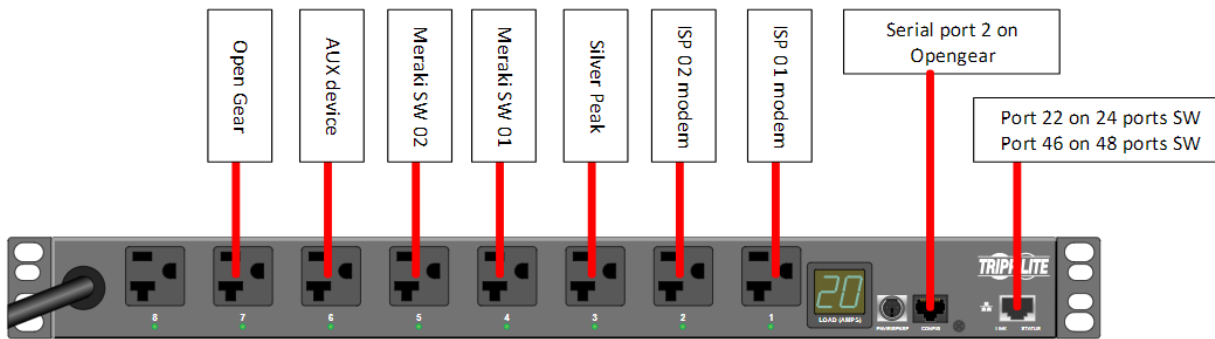 Open Gear
AUX device
Meraki SW 02
Meraki SW 01
Silver Peak
ISP 02 modem
ISP 01 modem
Serial port 2 on
Opengear
Port 22 on 24 ports SW
Port 46 on 48 ports SW
TRIPP-LITE
20
8
7
6
5
4
3
2
1
LOAD (AMPS)
CONFIG
LINK
STATUS